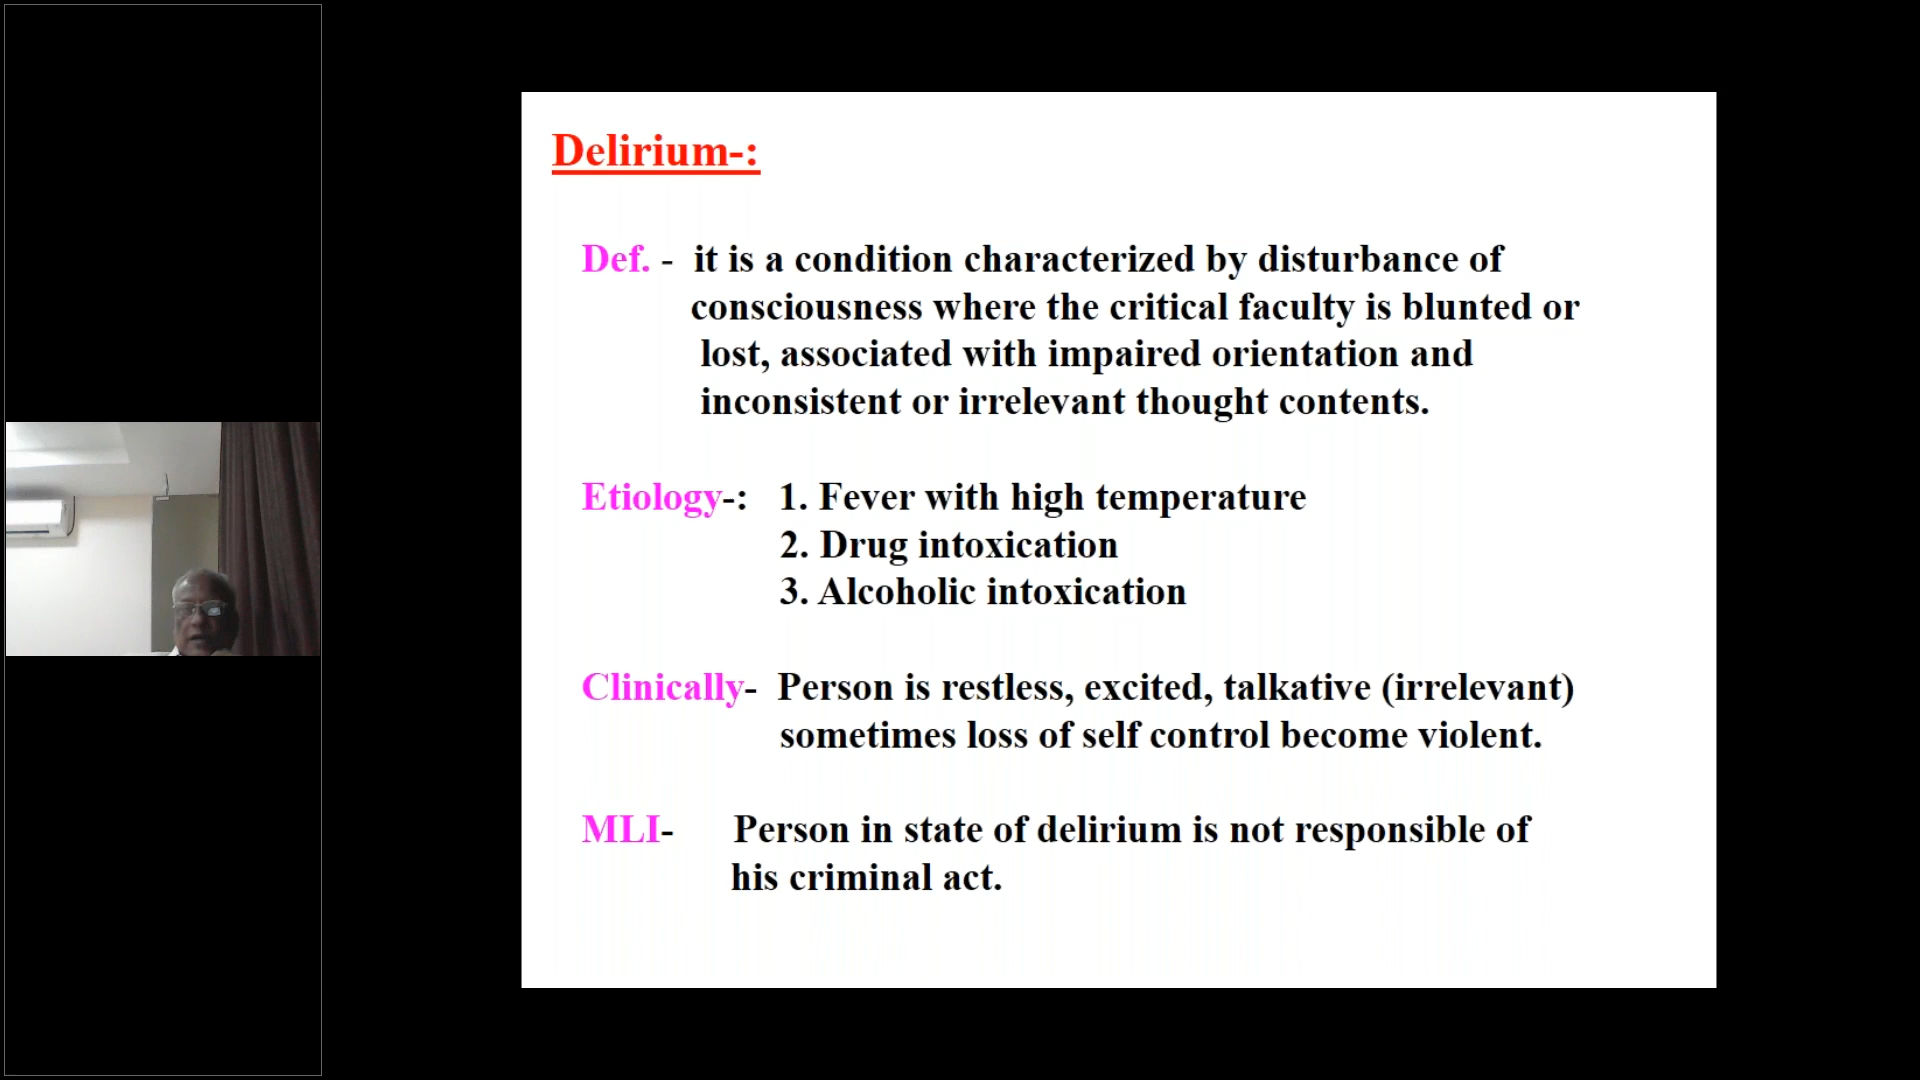 Delirium-:
Def. - it is a condition characterized by disturbance of
consciousness where the critical faculty is blunted or
lost, associated with impaired orientation and
inconsistent or irrelevant thought contents.
Etiology-: 1. Fever with high temperature
2. Drug intoxication
3. Alcoholic intoxication
Clinically- Person is restless, excited, talkative (irrelevant)
sometimes loss of self control become violent.
MLI- Person in state of delirium is not responsible of
his criminal act.